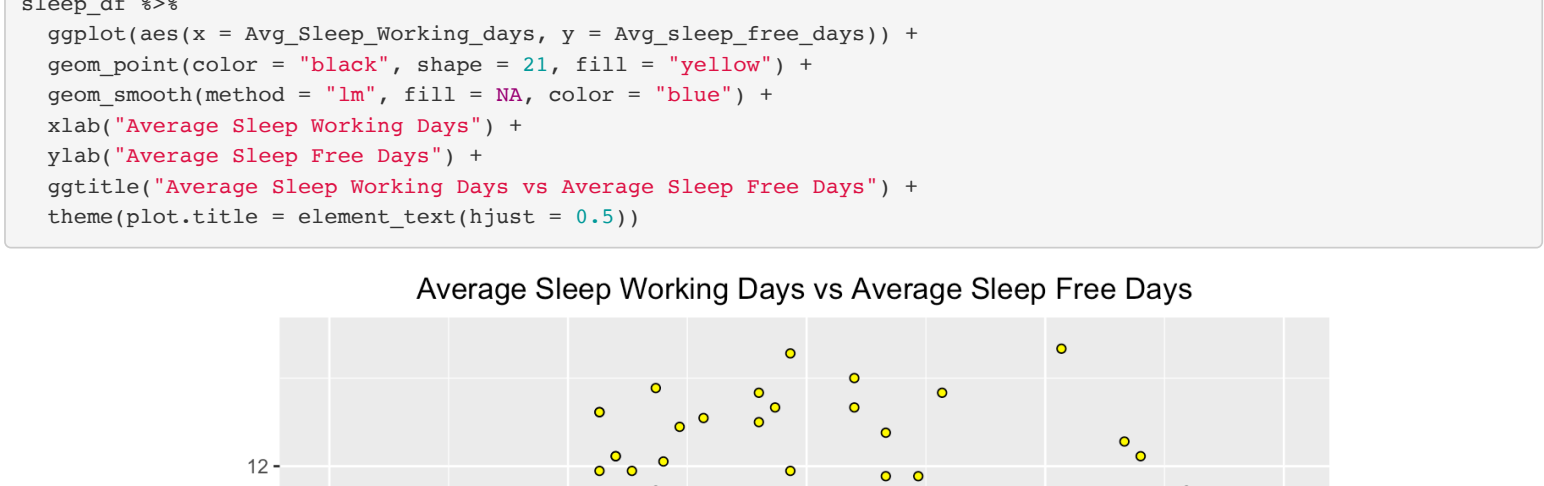 sleep_df %>%
  ggplot(aes(x = Avg_Sleep_Working_days, y = Avg_sleep_free_days)) +
  geom_point(color = "black", shape = 21, fill = "yellow") +
  geom_smooth(method = "lm", fill = NA, color = "blue") +
  xlab("Average Sleep Working Days") +
  ylab("Average Sleep Free Days") +
  ggtitle("Average Sleep Working Days vs Average Sleep Free Days") +
  theme(plot.title = element_text(hjust = 0.5))
Average Sleep Working Days vs Average Sleep Free Days
12